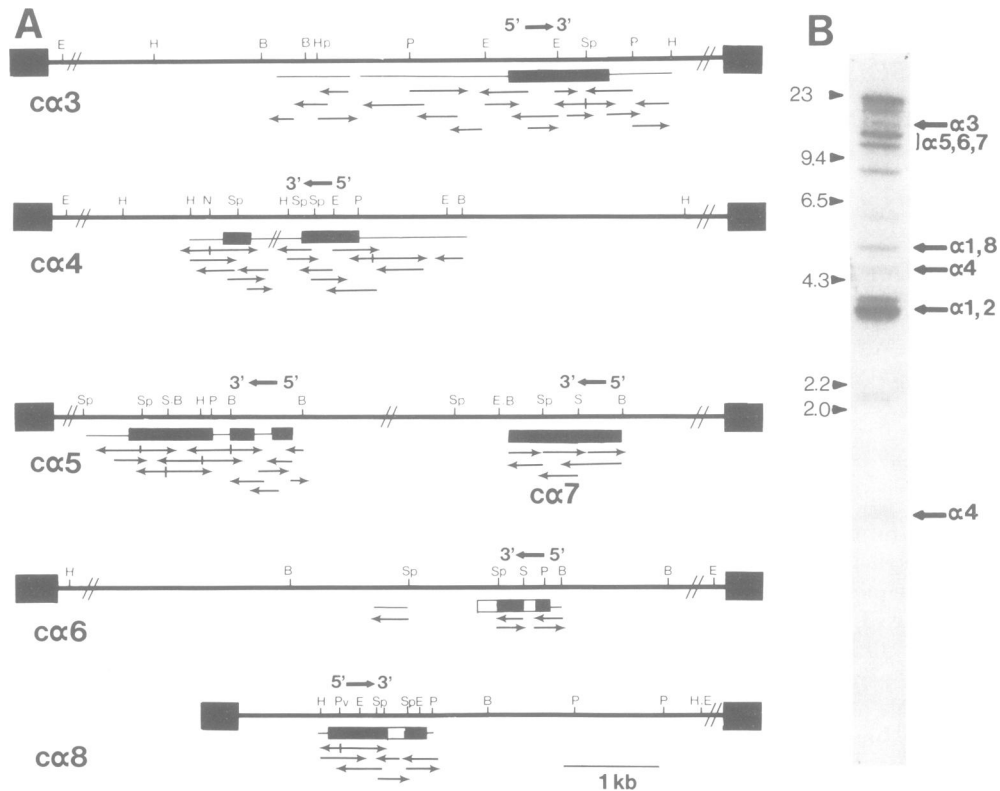 A
5' 3'
E H B B Hp P E E Sp P H
cα3
3' 5'
E H H N Sp H Sp Sp E P E B H
cα4
3' 5' 3' 5'
Sp Sp S B H P B B Sp E B Sp S B
cα5
cα7
3' 5'
H B Sp Sp S P B B E
cα6
5' 3'
H Pv E Sp Sp E P B P P H E
cα8
1 kb
B
23
9.4
6.5
4.3
2.2
2.0
α3
α5,6,7
α1,8
α4
α1,2
α4